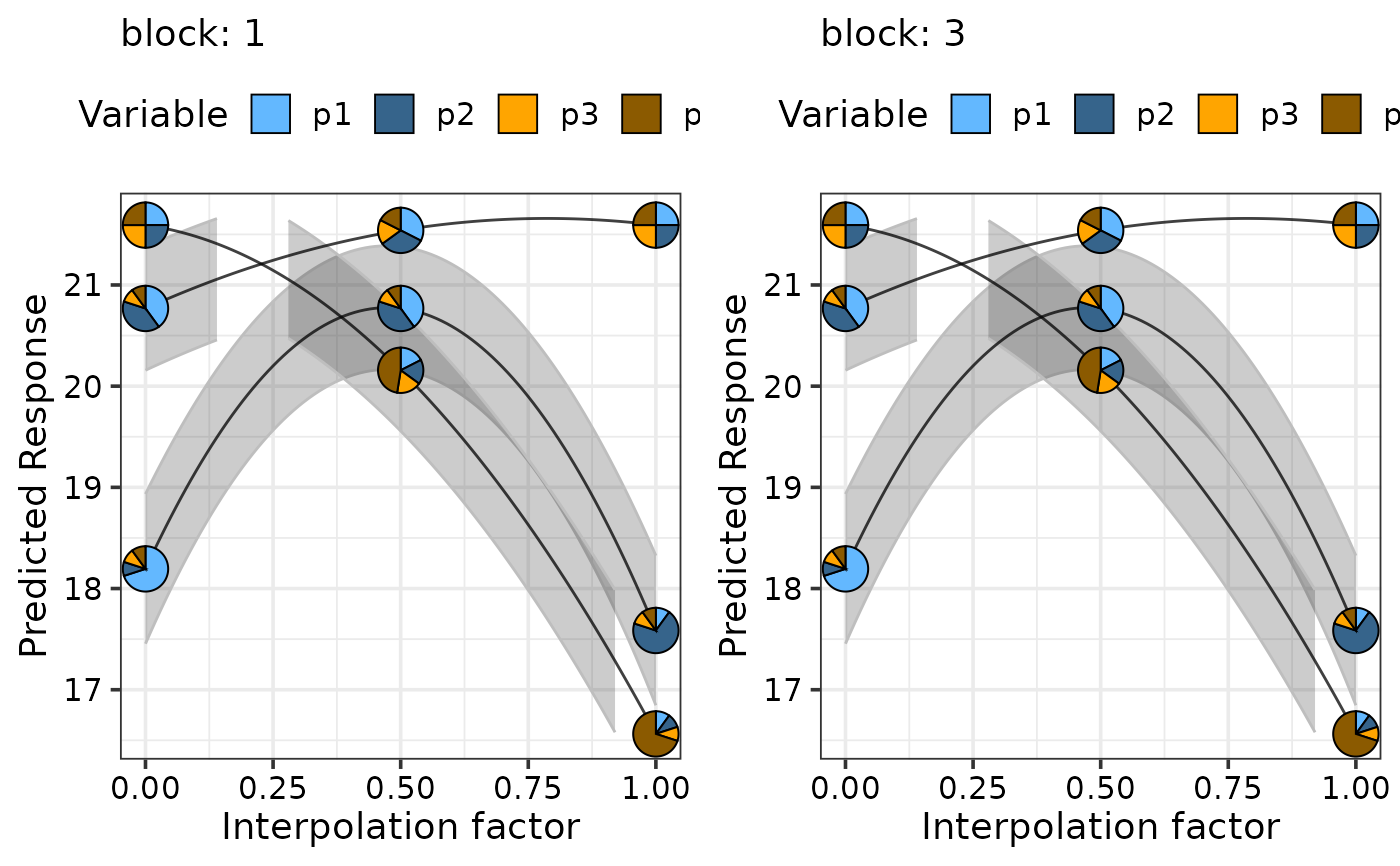 block: 1
Variable p1 p2 p3 p
Predicted Response
21
20
19
18
17
0.00 0.25 0.50 0.75 1.00
Interpolation factor
block: 3
Variable p1 p2 p3 p
Predicted Response
21
20
19
18
17
0.00 0.25 0.50 0.75 1.00
Interpolation factor